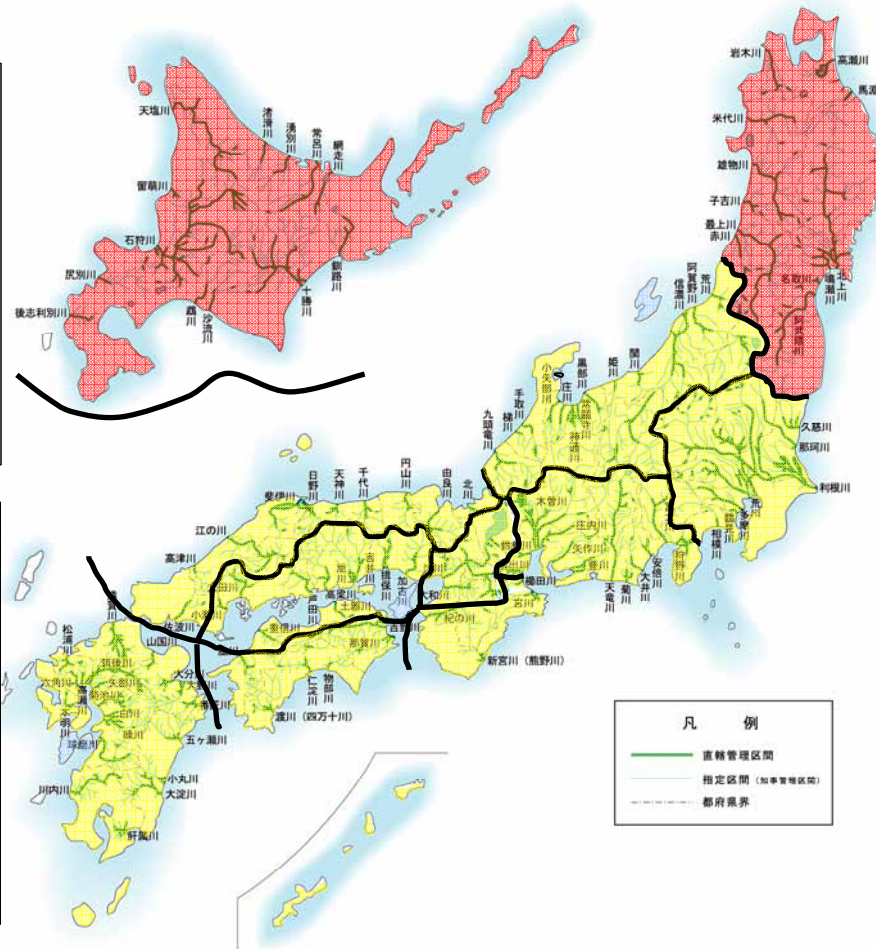 天塩川
渚滑川
湧別川
常呂川
網走川
留萌川
石狩川
尻別川
後志利別川
鵡川
沙流川
十勝川
釧路川
岩木川
高瀬川
馬淵
米代川
雄物川
子吉川
最上川
赤川
名取川
鳴瀬川
北上川
阿武隈川
荒川
阿賀野川
信濃川
関川
姫川
黒部川
常願寺川
神通川
庄川
小矢部川
手取川
梯川
九頭竜川
久慈川
那珂川
利根川
荒川
多摩川
鶴見川
相模川
狩野川
安倍川
大井川
菊川
天竜川
豊川
矢作川
庄内川
木曽川
鈴鹿川
櫛田川
宮川
新宮川（熊野川）
紀の川
大和川
北川
由良川
円山川
千代川
天神川
日野川
斐伊川
江の川
高津川
加古川
揖保川
吉井川
旭川
高梁川
芦田川
小瀬川
佐波川
吉野川
那賀川
土器川
重信川
物部川
仁淀川
渡川（四万十川）
山国川
大分川
大野川
番匠川
五ヶ瀬川
小丸川
大淀川
肝属川
川内川
球磨川
緑川
白川
菊池川
矢部川
筑後川
松浦川
六角川
本明川
凡　例
直轄管理区間
指定区間（知事管理区間）
都府県界